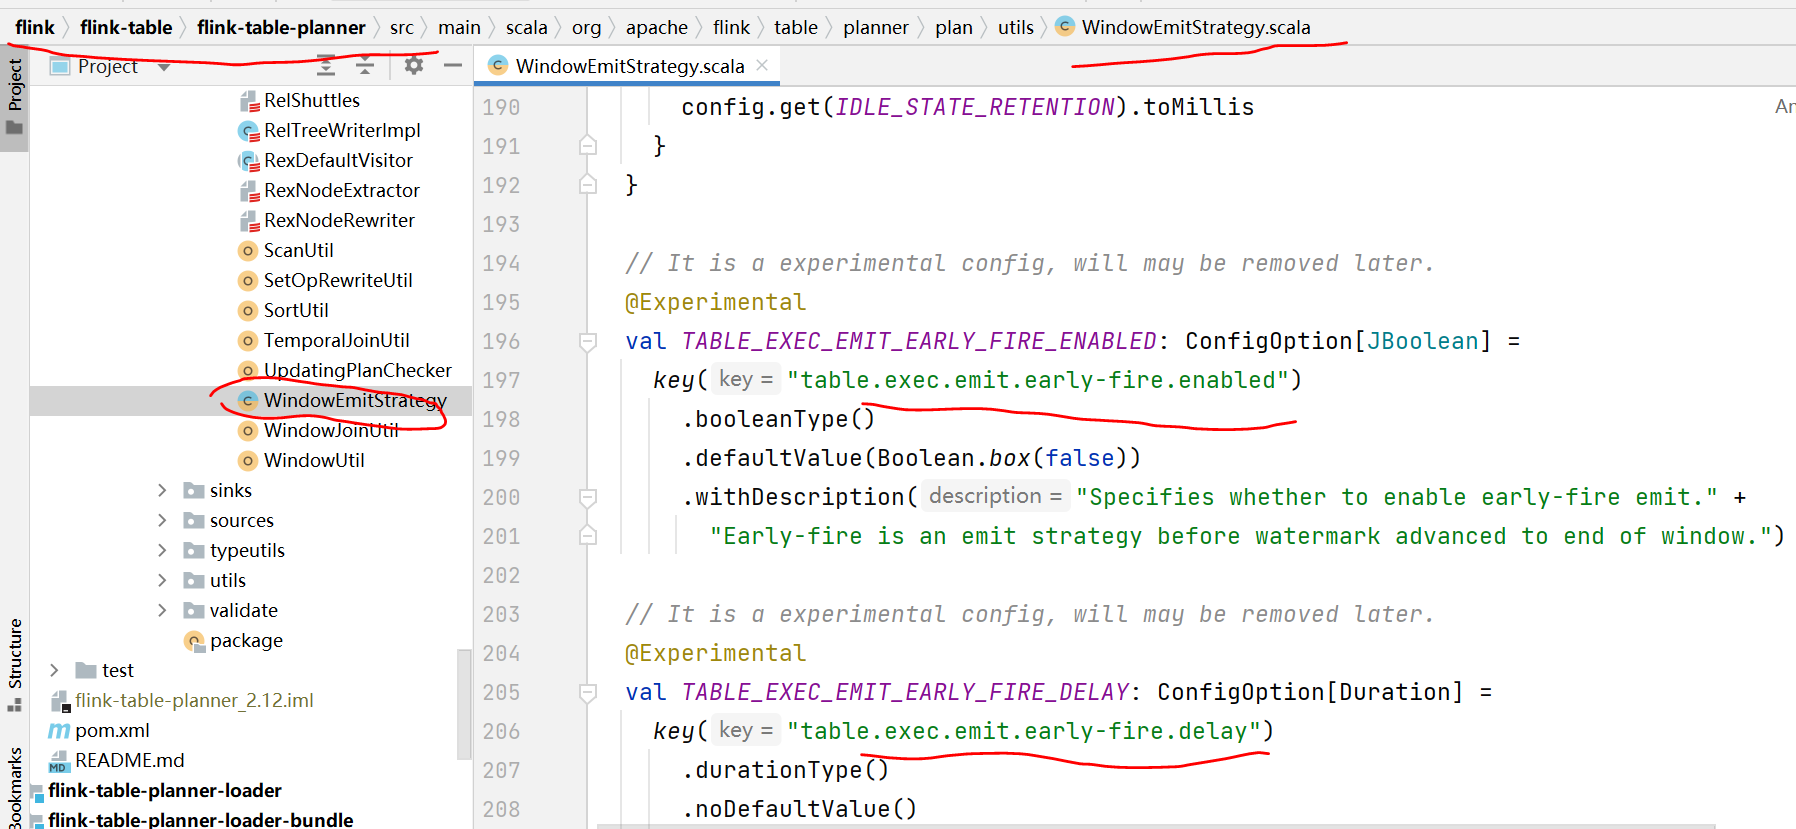 flink flink-table flink-table-planner src main scala org apache flink table planner plan utils WindowEmitStrategy.scala
Project
WindowEmitStrategy.scala
Project
RelShuttles
RelTreeWriterImpl
RexDefaultVisitor
RexNodeExtractor
RexNodeRewriter
ScanUtil
SetOpRewriteUtil
SortUtil
TemporalJoinUtil
UpdatingPlanChecker
WindowEmitStrategy
WindowJoinUtil
WindowUtil
sinks
sources
typeutils
utils
validate
package
test
flink-table-planner_2.12.iml
pom.xml
README.md
flink-table-planner-loader
flink-table-planner-loader-bundle
Structure
Bookmarks
190 config.get(IDLE_STATE_RETENTION).toMillis
191 }
192 }
193
194 // It is a experimental config, will may be removed later.
195 @Experimental
196 val TABLE_EXEC_EMIT_EARLY_FIRE_ENABLED: ConfigOption[JBoolean] =
197 key( key = "table.exec.emit.early-fire.enabled")
198 .booleanType()
199 .defaultValue(Boolean.box(false))
200 .withDescription( description = "Specifies whether to enable early-fire emit." +
201 "Early-fire is an emit strategy before watermark advanced to end of window.")
202
203 // It is a experimental config, will may be removed later.
204 @Experimental
205 val TABLE_EXEC_EMIT_EARLY_FIRE_DELAY: ConfigOption[Duration] =
206 key( key = "table.exec.emit.early-fire.delay")
207 .durationType()
208 .noDefaultValue()